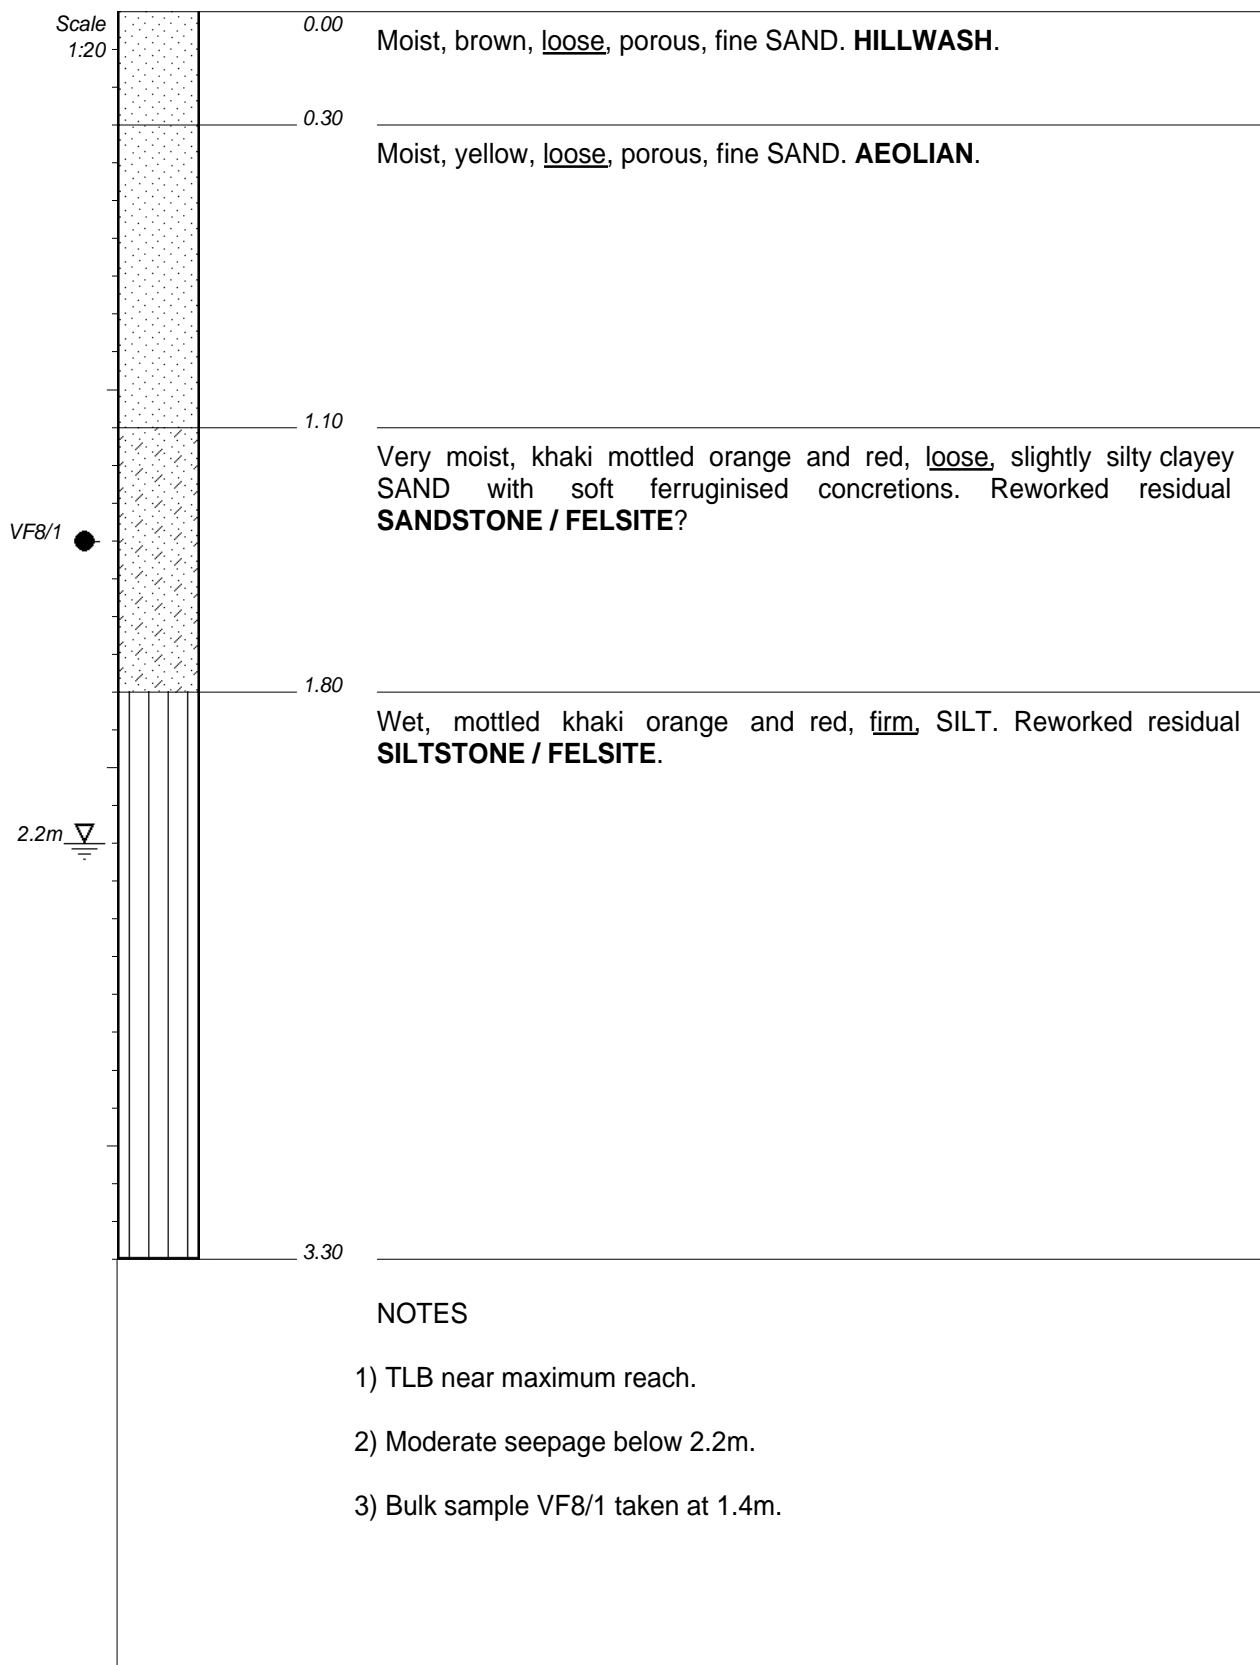 Scale
1:20
0.00
Moist, brown, loose, porous, fine SAND. HILLWASH.
0.30
Moist, yellow, loose, porous, fine SAND. AEOLIAN.
1.10
Very moist, khaki mottled orange and red, loose, slightly silty clayey
SAND with soft ferruginised concretions. Reworked residual
SANDSTONE / FELSITE?
VF8/1
1.80
Wet, mottled khaki orange and red, firm, SILT. Reworked residual
SILTSTONE / FELSITE.
2.2m
3.30
NOTES
1) TLB near maximum reach.
2) Moderate seepage below 2.2m.
3) Bulk sample VF8/1 taken at 1.4m.